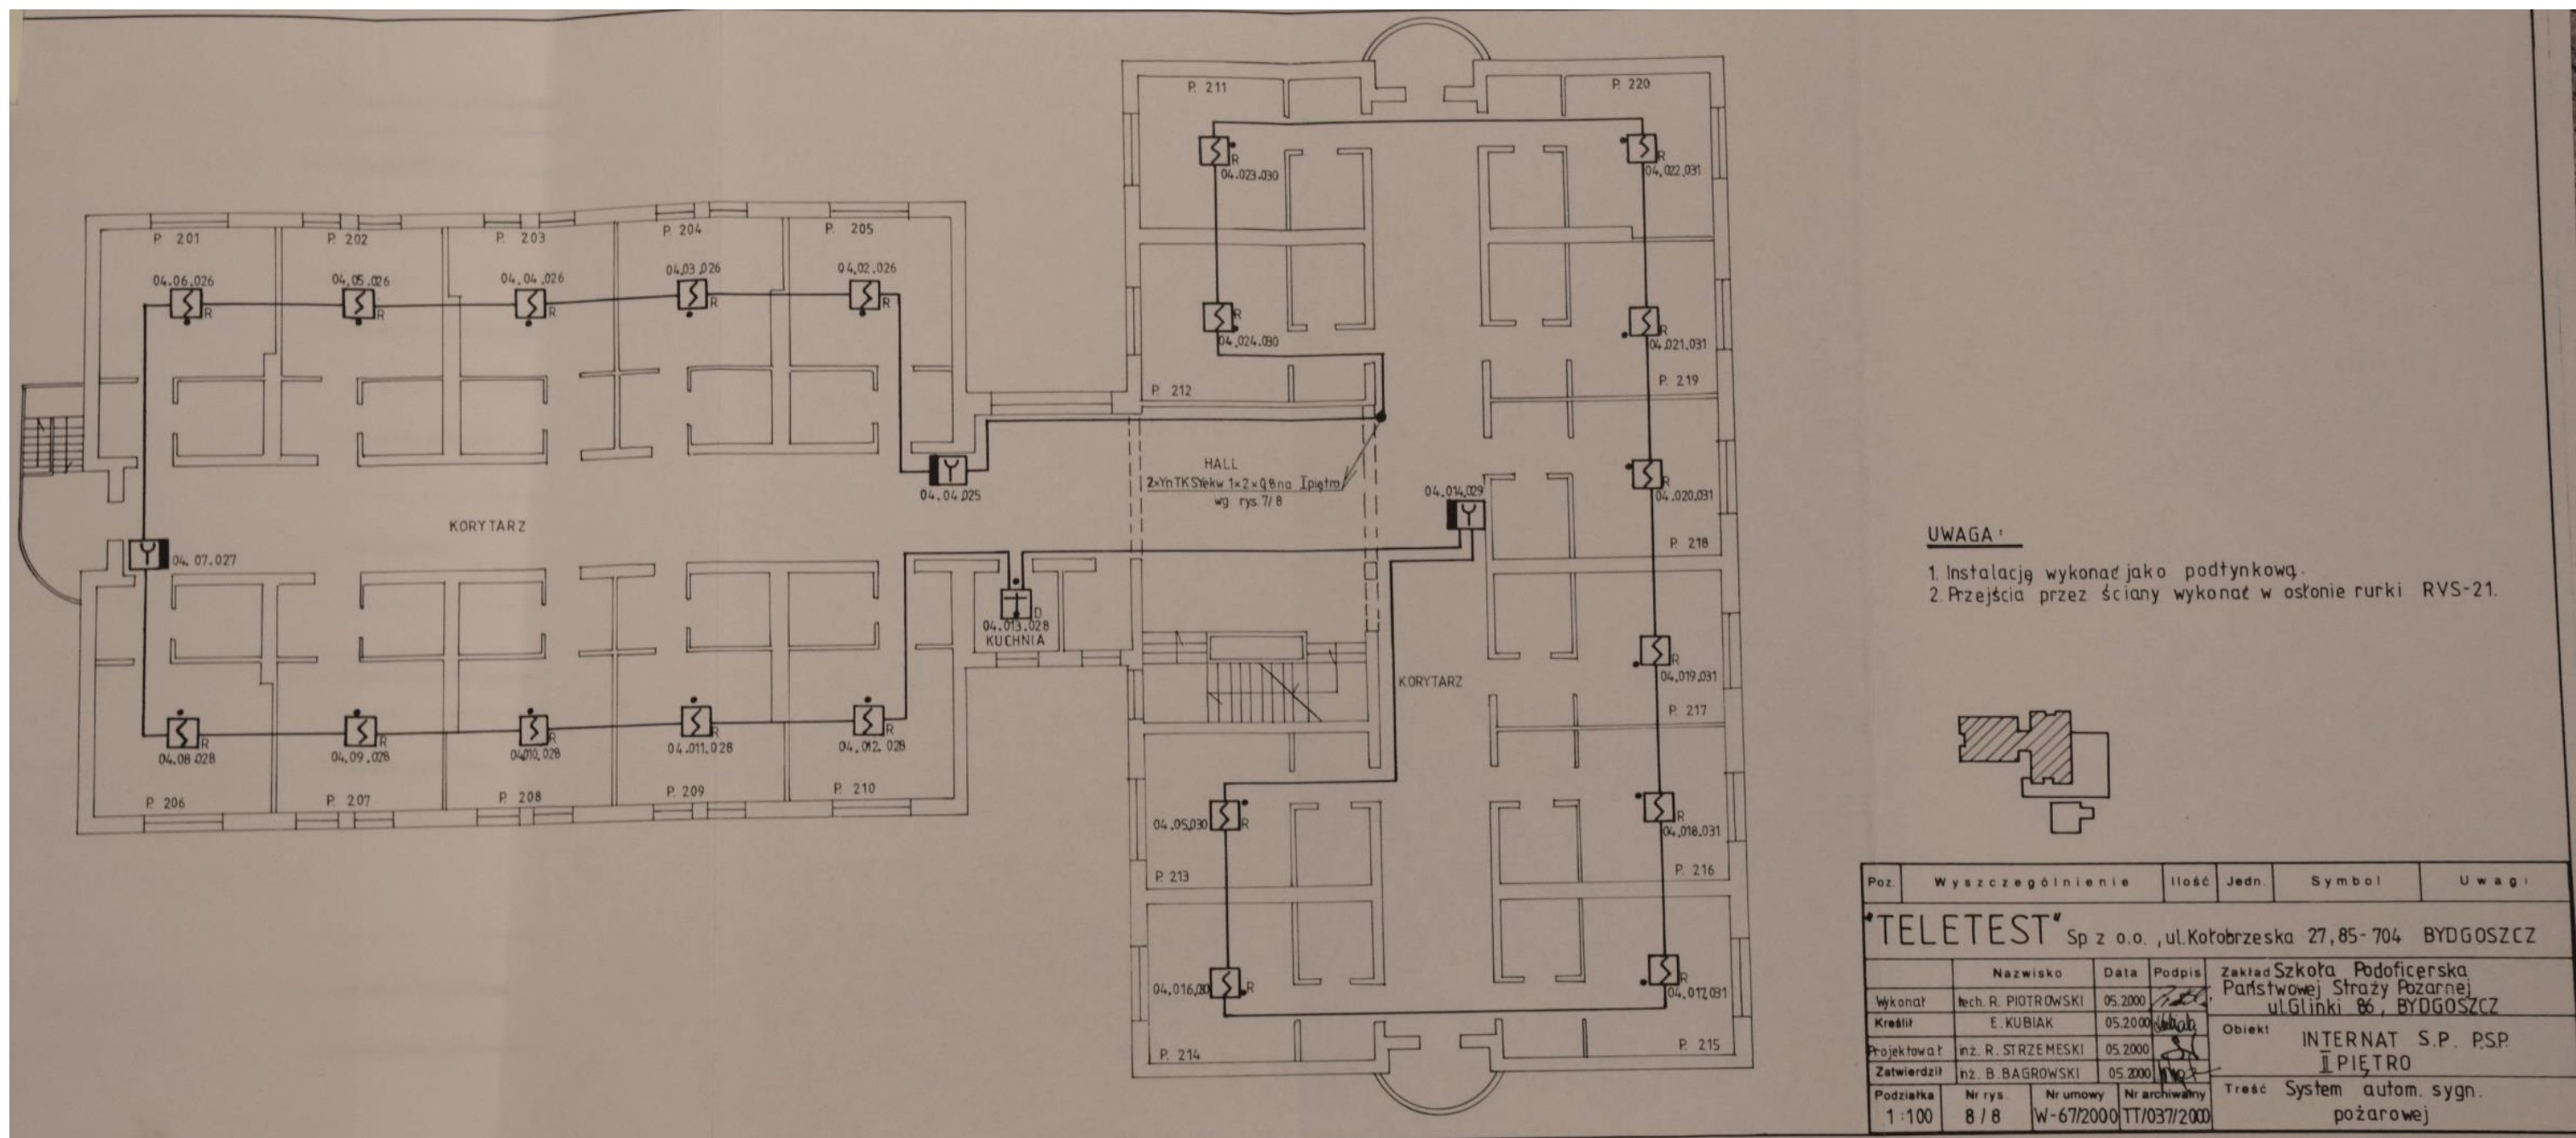 P. 211
P. 220
R
04.023.030
R
04.022.031
P. 201
P. 202
P. 203
P. 204
P. 205
04.06.026
04.05.026
04.04.026
04.03.026
04.02.026
R
R
R
R
R
R
04.024.030
R
04.021.031
P. 212
P. 219
HALL
2×YnTKSYekw 1×2×0,8 na I piętro
wg rys. 7/8
04.04.025
R
04.020.031
04.014.029
KORYTARZ
P. 218
04.07.027
D
04.013.028
KUCHNIA
R
04.019.031
KORYTARZ
P. 217
R
R
R
R
R
04.08.028
04.09.028
04.010.028
04.011.028
04.012.028
P. 206
P. 207
P. 208
P. 209
P. 210
04.05.030
R
R
04.018.031
P. 213
P. 216
04.016.030
R
R
04.017.031
P. 214
P. 215
UWAGA:
1. Instalację wykonać jako podtynkową.
2. Przejścia przez ściany wykonać w osłonie rurki RVS-21.
Poz. Wyszczególnienie Ilość Jedn. Symbol Uwagi
"TELETEST" Sp z o.o., ul. Kołobrzeska 27, 85-704 BYDGOSZCZ
Nazwisko Data Podpis
Wykonał tech. R. PIOTROWSKI 05.2000
Kreślił E. KUBIAK 05.2000
Projektował inż. R. STRZEMESKI 05.2000
Zatwierdził inż. B. BAGROWSKI 05.2000
Zakład Szkoła Podoficerska
Państwowej Straży Pożarnej
ul. Glinki 86, BYDGOSZCZ
Obiekt INTERNAT S.P. P.S.P.
II PIĘTRO
Podziałka 1:100
Nr rys. 8/8
Nr umowy W-67/2000
Nr archiwalny TT/037/2000
Treść System autom. sygn.
pożarowej